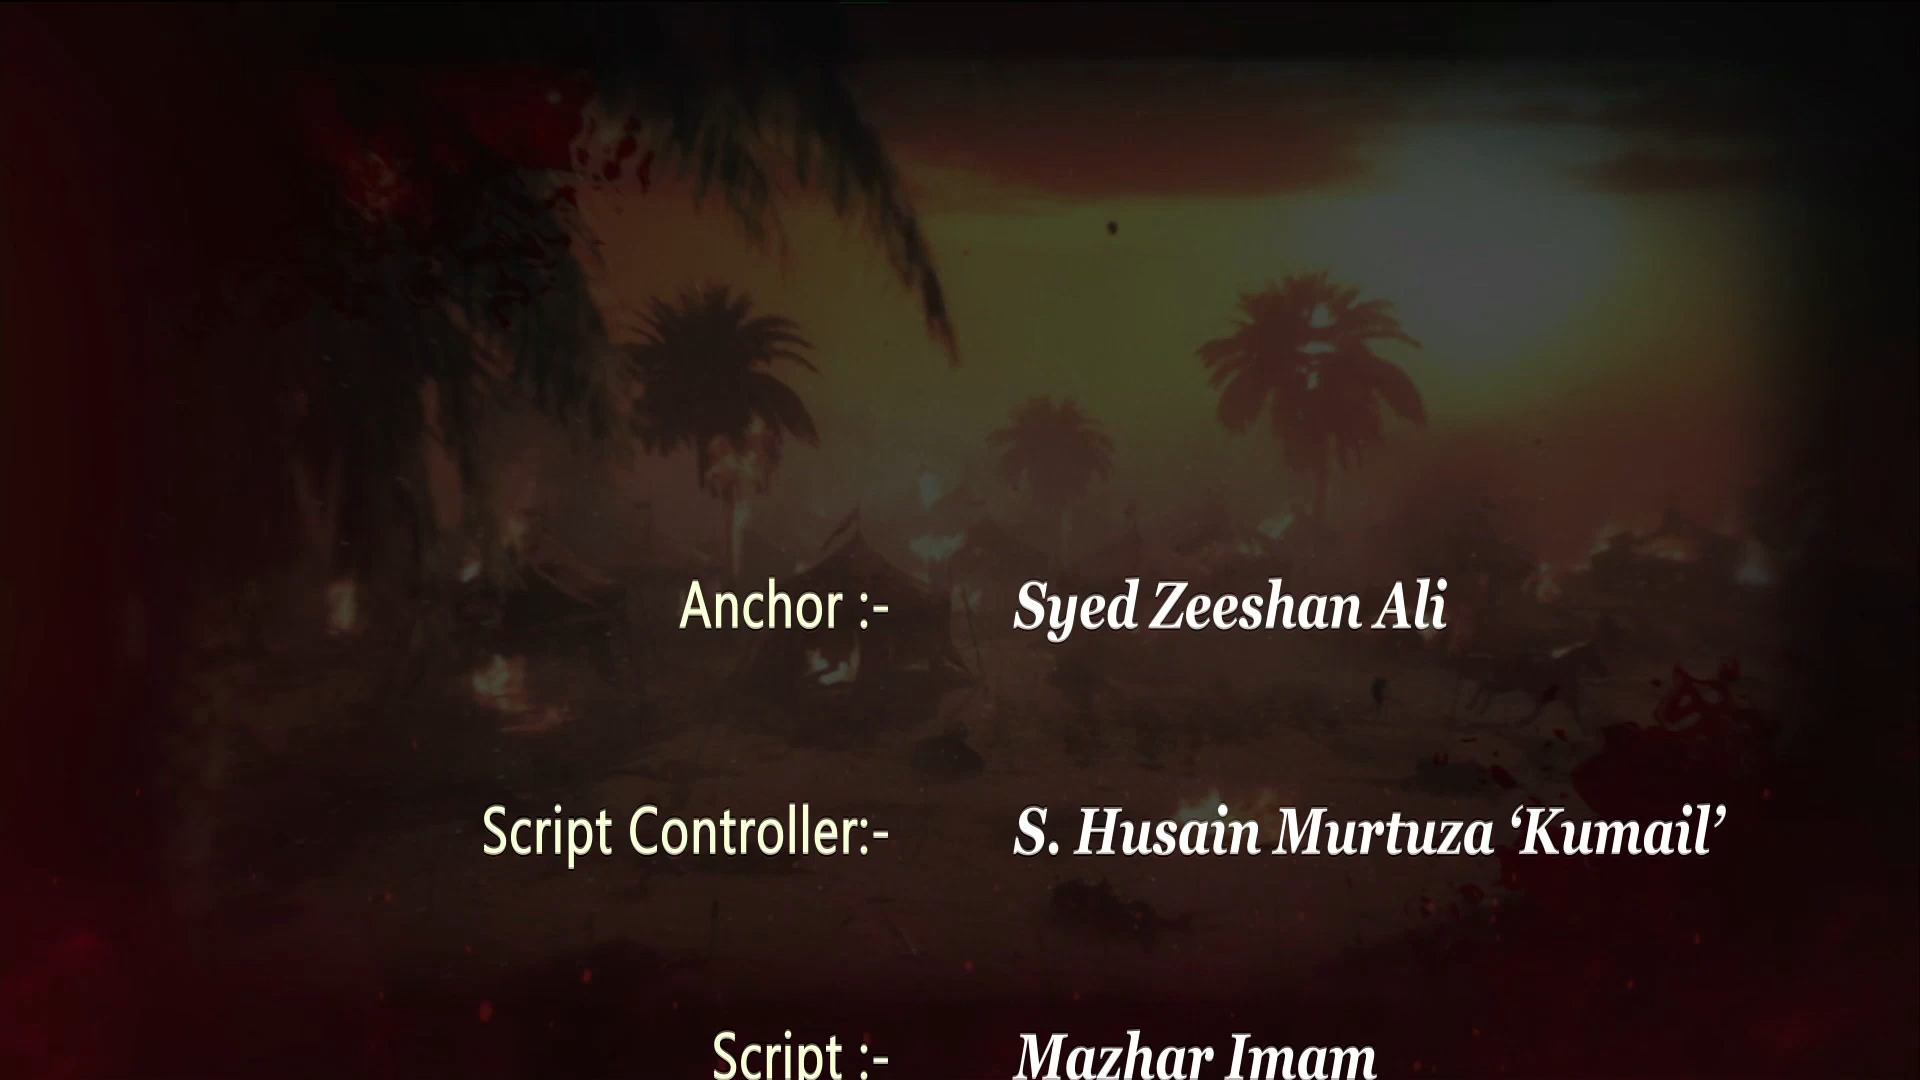 Anchor :- Syed Zeeshan Ali
Script Controller:- S. Husain Murtuza ‘Kumail’
Script :- Mazhar Imam